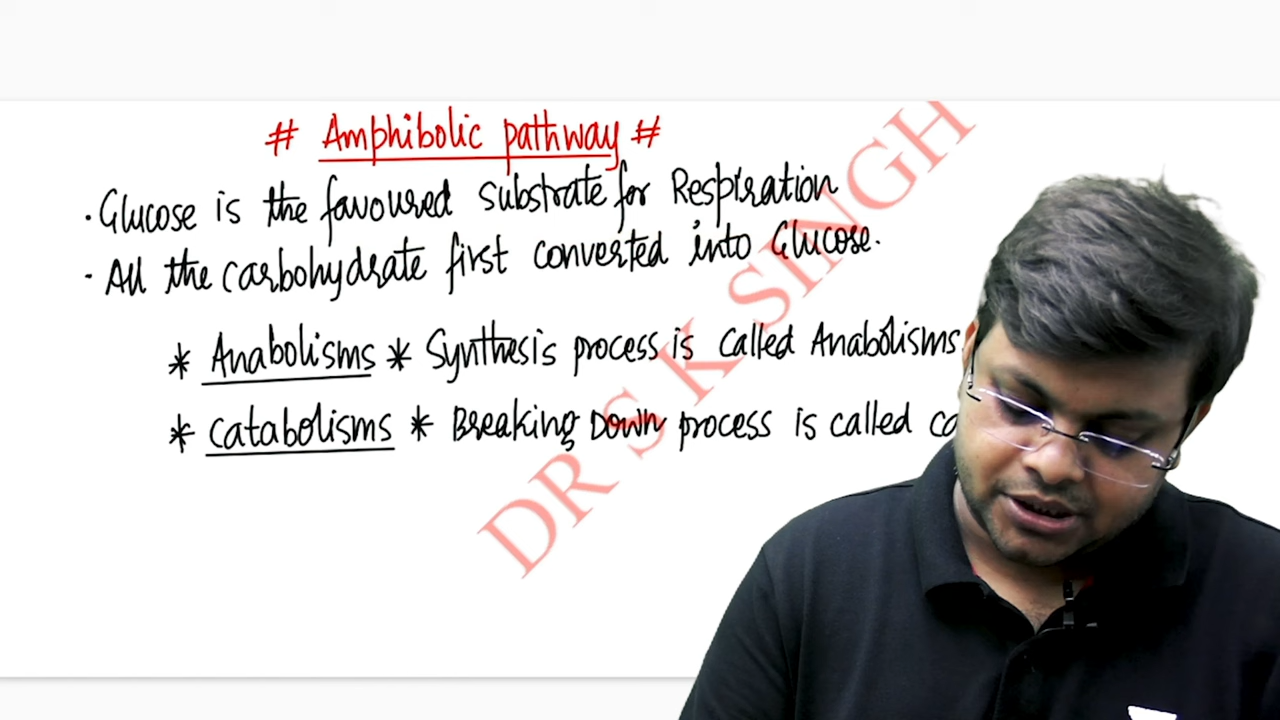 # Amphibolic pathway #
· Glucose is the favoured substrate for Respiration
· All the carbohydrate first converted into Glucose.
* Anabolisms * Synthesis process is called Anabolisms
* Catabolisms * Breaking Down process is called
DR S K SINGH